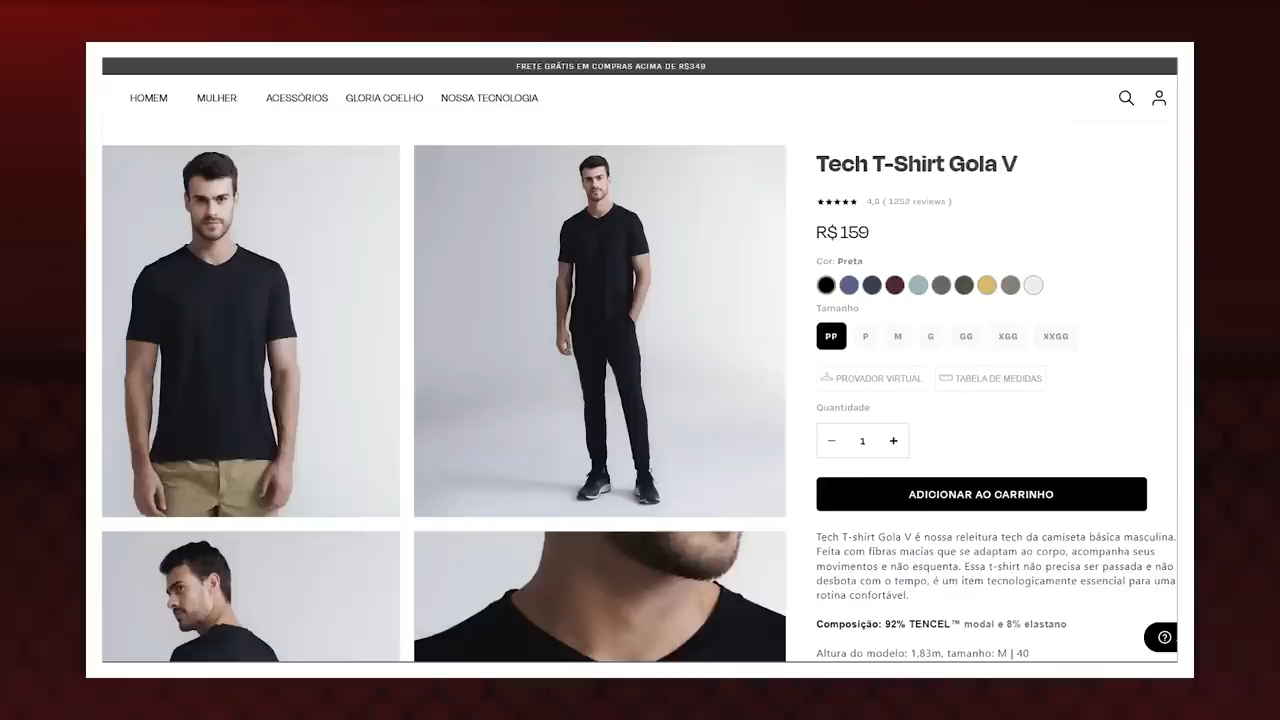 FRETE GRÁTIS EM COMPRAS ACIMA DE R$349
HOMEM MULHER ACESSÓRIOS GLORIA COELHO NOSSA TECNOLOGIA
Tech T-Shirt Gola V
4,8 ( 1252 reviews )
R$ 159
Cor: Preta
Tamanho
PP P M G GG XGG XXGG
PROVADOR VIRTUAL TABELA DE MEDIDAS
Quantidade
1
ADICIONAR AO CARRINHO
Tech T-shirt Gola V é nossa releitura tech da camiseta básica masculina.
Feita com fibras macias que se adaptam ao corpo, acompanha seus
movimentos e não esquenta. Essa t-shirt não precisa ser passada e não
desbota com o tempo, é um item tecnologicamente essencial para uma
rotina confortável.
Composição: 92% TENCEL™ modal e 8% elastano
Altura do modelo: 1,83m, tamanho: M | 40